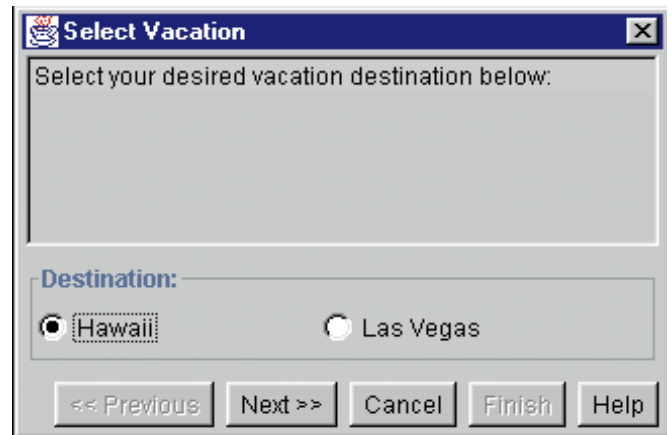 Select Vacation
Select your desired vacation destination below:
Destination:
Hawaii Las Vegas
<< Previous Next >> Cancel Finish Help